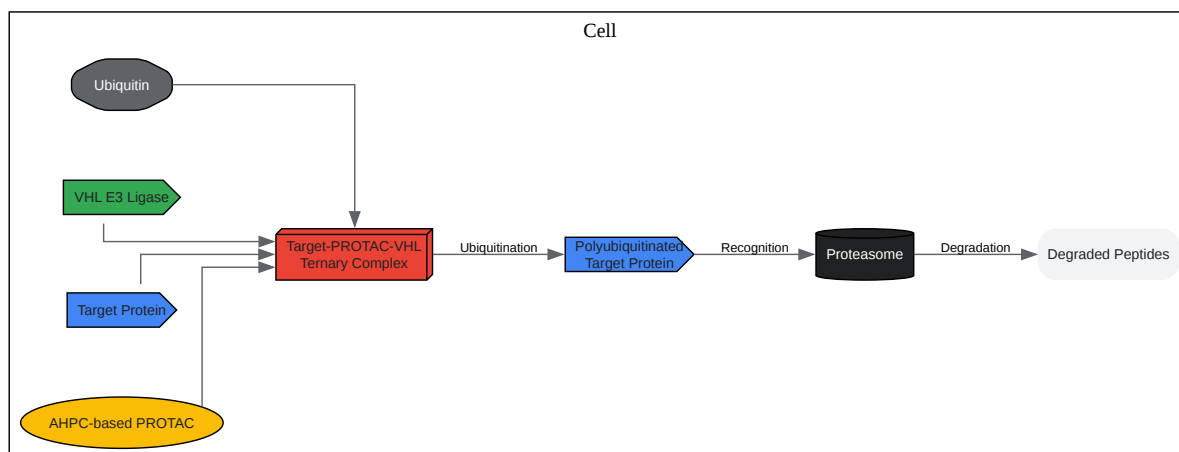 Cell
Ubiquitin
VHL E3 Ligase
Target-PROTAC-VHL
Ternary Complex
Ubiquitination
Polyubiquitinated
Target Protein
Recognition
Proteasome
Degradation
Degraded Peptides
Target Protein
AHPC-based PROTAC